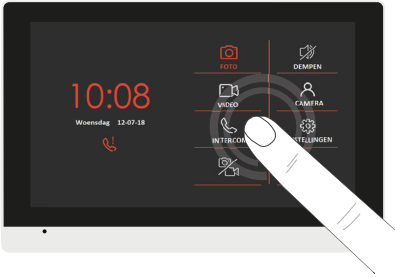 10:08
Woensdag 12-07-18
FOTO
DEMPEN
VIDEO
CAMERA
INTERCOM